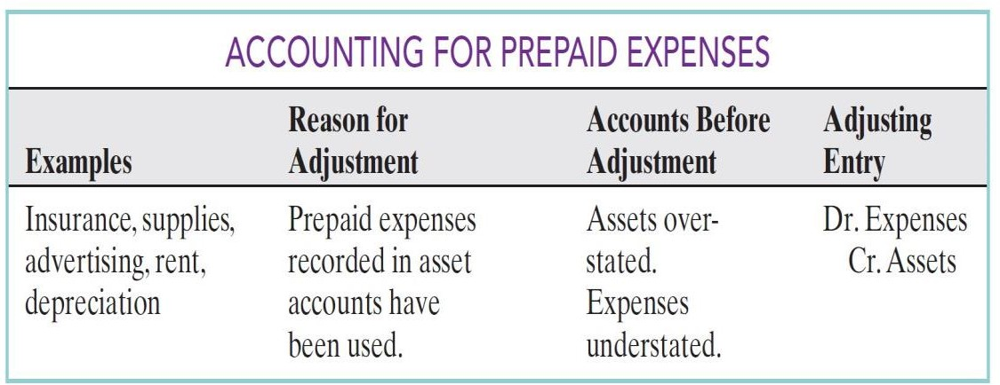 ACCOUNTING FOR PREPAID EXPENSES
Examples
Reason for
Adjustment
Accounts Before
Adjustment
Adjusting
Entry
Insurance, supplies,
advertising, rent,
depreciation
Prepaid expenses
recorded in asset
accounts have
been used.
Assets over-
stated.
Expenses
understated.
Dr. Expenses
Cr. Assets